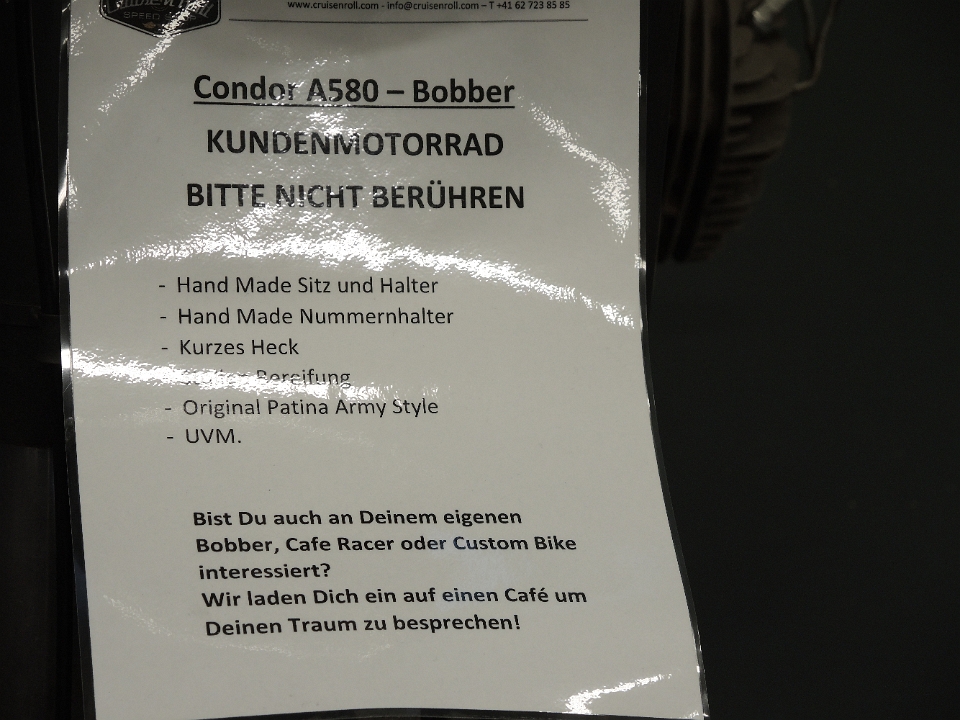 SPEED
www.cruisenroll.com - info@cruisenroll.com – T +41 62 723 85 85
Condor A580 – Bobber
KUNDENMOTORRAD
BITTE NICHT BERÜHREN
- Hand Made Sitz und Halter
- Hand Made Nummernhalter
- Kurzes Heck
- Bereifung
- Original Patina Army Style
- UVM.
Bist Du auch an Deinem eigenen
Bobber, Cafe Racer oder Custom Bike
interessiert?
Wir laden Dich ein auf einen Café um
Deinen Traum zu besprechen!